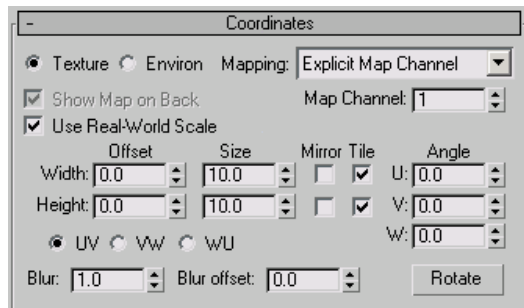 - Coordinates
Texture Environ Mapping: Explicit Map Channel
Show Map on Back Map Channel: 1
Use Real-World Scale
Offset Size Mirror Tile Angle
Width: 0.0 10.0 U: 0.0
Height: 0.0 10.0 V: 0.0
UV VW WU W: 0.0
Blur: 1.0 Blur offset: 0.0 Rotate